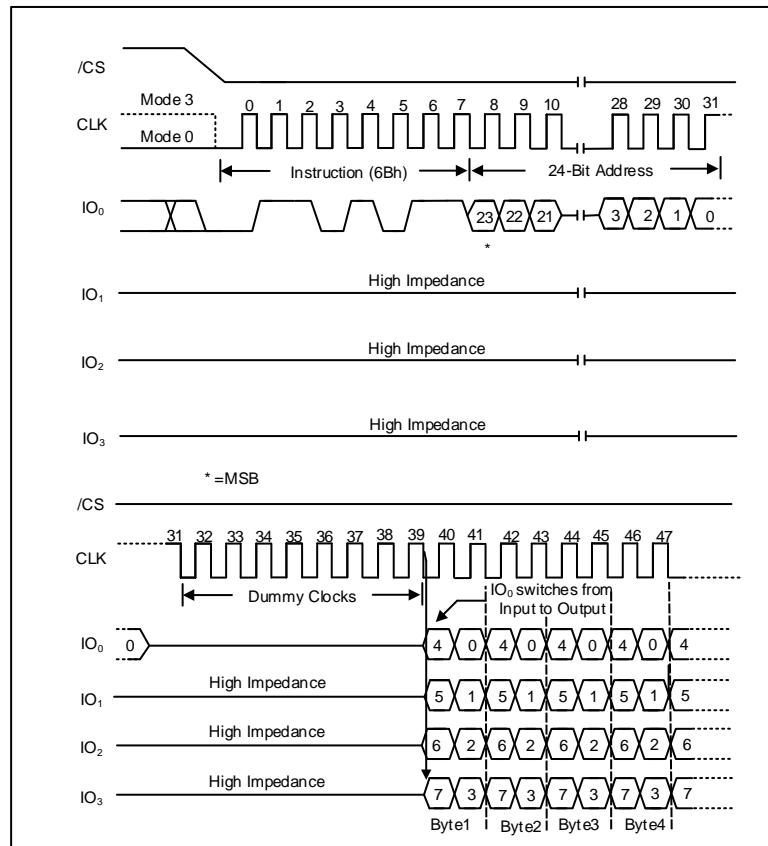 /CS
Mode 3
CLK
Mode 0
0 1 2 3 4 5 6 7 8 9 10 28 29 30 31
Instruction (6Bh) 24-Bit Address
IO0 23 22 21 3 2 1 0
*
High Impedance
IO1
High Impedance
IO2
High Impedance
IO3
* =MSB
/CS
31 32 33 34 35 36 37 38 39 40 41 42 43 44 45 46 47
CLK
Dummy Clocks
IO0 switches from
Input to Output
IO0 0 4 0 4 0 4 0 4 0 4
High Impedance
IO1 5 1 5 1 5 1 5 1 5
High Impedance
IO2 6 2 6 2 6 2 6 2 6
High Impedance
IO3 7 3 7 3 7 3 7 3 7
Byte1 Byte2 Byte3 Byte4